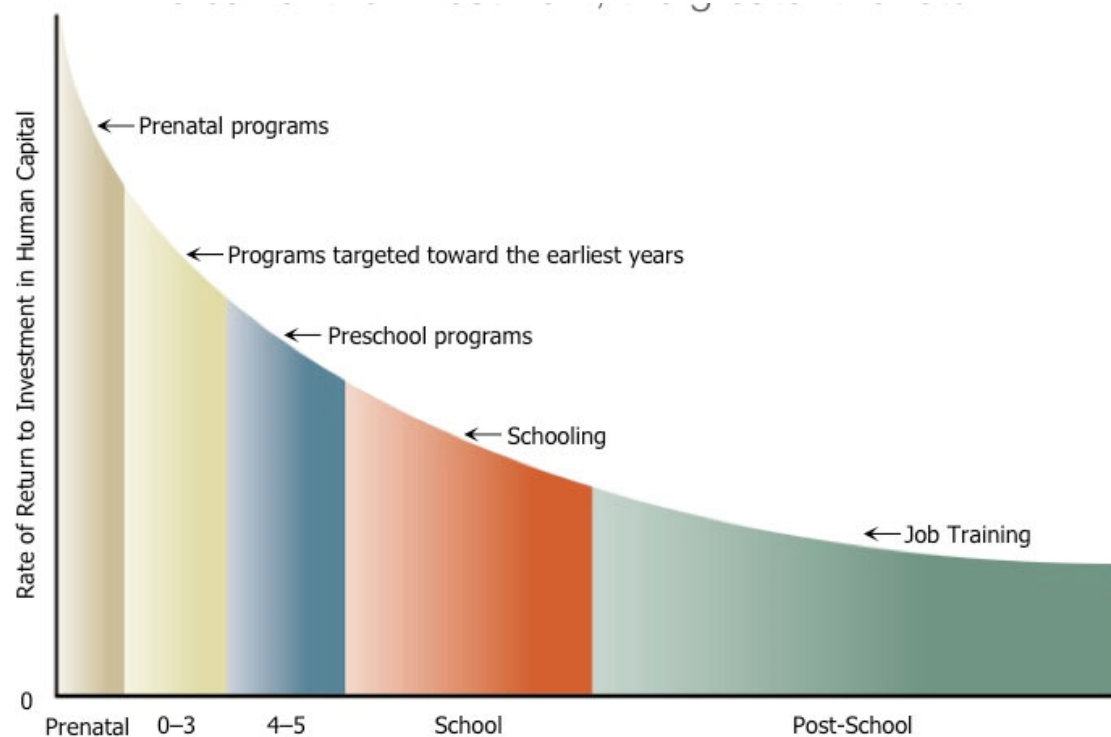 Prenatal programs
Programs targeted toward the earliest years
Preschool programs
Schooling
Job Training
Rate of Return to Investment in Human Capital
0
Prenatal 0–3 4–5 School Post-School